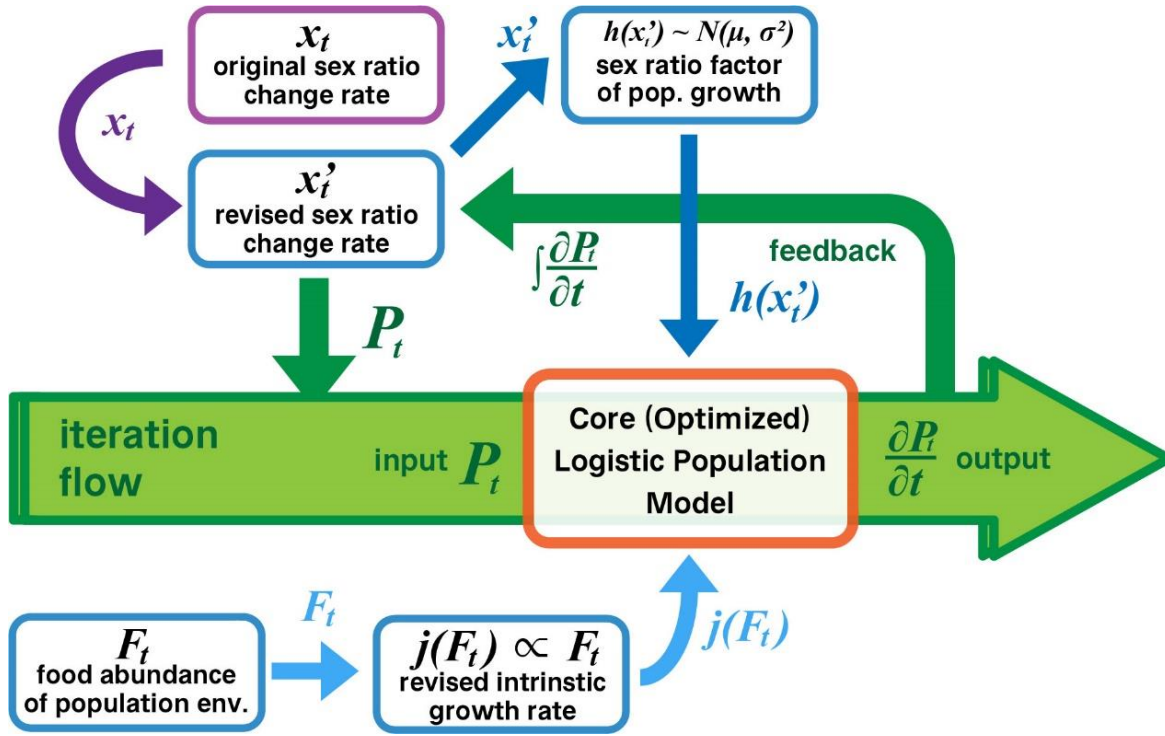 xₜ
original sex ratio
change rate
xₜ
xₜ’
revised sex ratio
change rate
xₜ’
h(xₜ’) ~ N(μ, σ²)
sex ratio factor
of pop. growth
∫∂Pₜ/∂t
feedback
h(xₜ’)
Pₜ
iteration
flow
input Pₜ
Core (Optimized)
Logistic Population
Model
∂Pₜ/∂t output
Fₜ
food abundance
of population env.
Fₜ
j(Fₜ) ∝ Fₜ
revised intrinstic
growth rate
j(Fₜ)